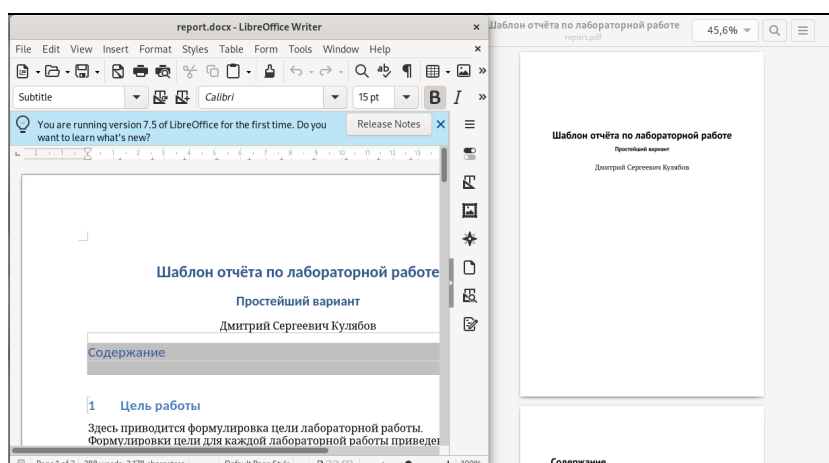 report.docx - LibreOffice Writer
File Edit View Insert Format Styles Table Form Tools Window Help
Subtitle Calibri 15 pt B I
You are running version 7.5 of LibreOffice for the first time. Do you want to learn what's new?
Release Notes
Шаблон отчёта по лабораторной работе
Простейший вариант
Дмитрий Сергеевич Кулябов
Содержание
1 Цель работы
Здесь приводится формулировка цели лабораторной работы.
Формулировки цели для каждой лабораторной работы приведе
Шаблон отчёта по лабораторной работе
report.pdf
45,6%
Шаблон отчёта по лабораторной работе
Простейший вариант
Дмитрий Сергеевич Кулябов
Содержание